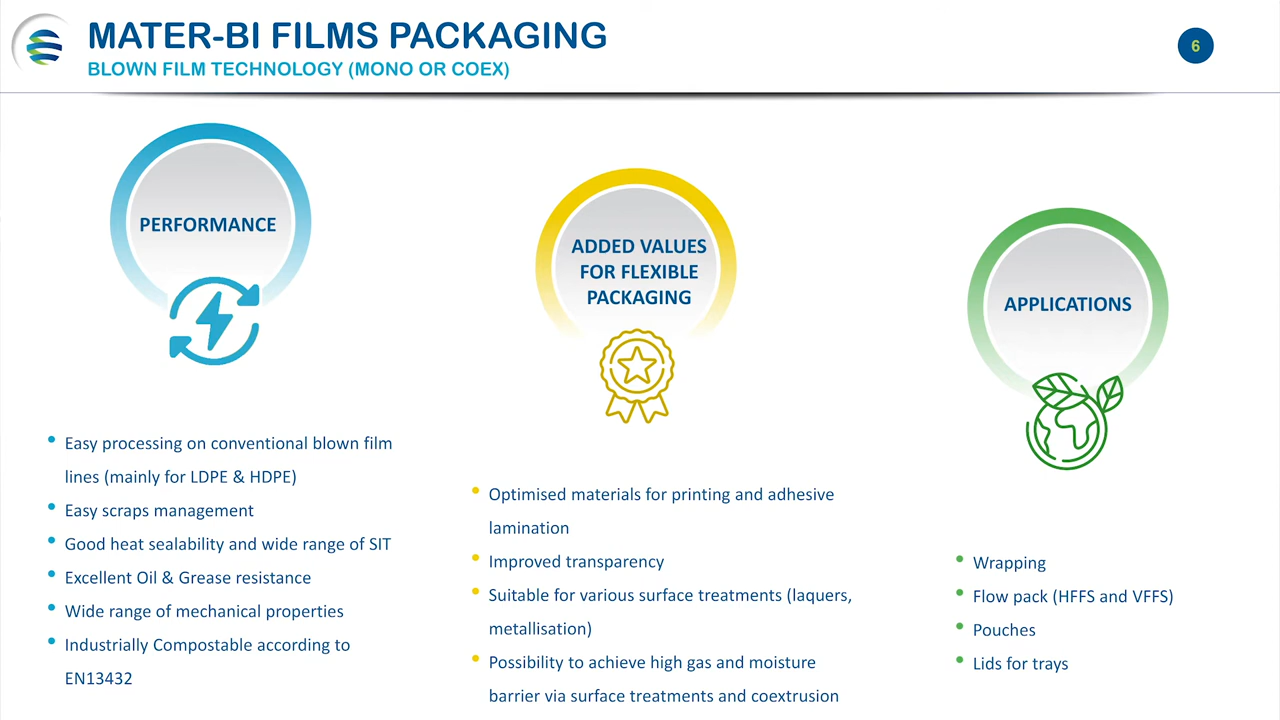 MATER-BI FILMS PACKAGING
BLOWN FILM TECHNOLOGY (MONO OR COEX)
6
PERFORMANCE
• Easy processing on conventional blown film
lines (mainly for LDPE & HDPE)
• Easy scraps management
• Good heat sealability and wide range of SIT
• Excellent Oil & Grease resistance
• Wide range of mechanical properties
• Industrially Compostable according to
EN13432
ADDED VALUES
FOR FLEXIBLE
PACKAGING
• Optimised materials for printing and adhesive
lamination
• Improved transparency
• Suitable for various surface treatments (laquers,
metallisation)
• Possibility to achieve high gas and moisture
barrier via surface treatments and coextrusion
APPLICATIONS
• Wrapping
• Flow pack (HFFS and VFFS)
• Pouches
• Lids for trays